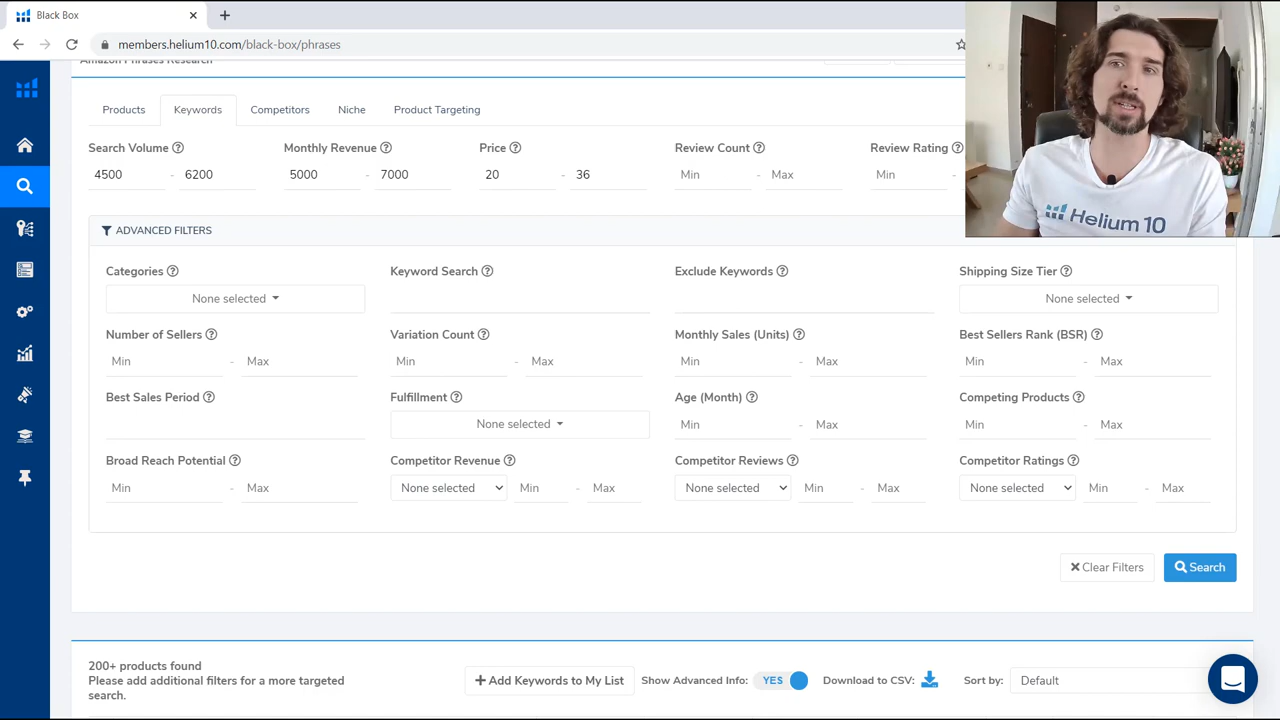 Black Box
members.helium10.com/black-box/phrases
Amazon Phrases Research
Products Keywords Competitors Niche Product Targeting
Search Volume Monthly Revenue Price Review Count Review Rating
4500 - 6200 5000 - 7000 20 - 36 Min - Max Min -
Helium 10
ADVANCED FILTERS
Categories Keyword Search Exclude Keywords Shipping Size Tier
None selected None selected
Number of Sellers Variation Count Monthly Sales (Units) Best Sellers Rank (BSR)
Min - Max Min - Max Min - Max Min - Max
Best Sales Period Fulfillment Age (Month) Competing Products
None selected Min - Max Min - Max
Broad Reach Potential Competitor Revenue Competitor Reviews Competitor Ratings
Min - Max None selected Min - Max None selected Min - Max None selected Min - Max
Clear Filters Search
200+ products found
Please add additional filters for a more targeted
search.
Add Keywords to My List Show Advanced Info: YES Download to CSV: Sort by: Default